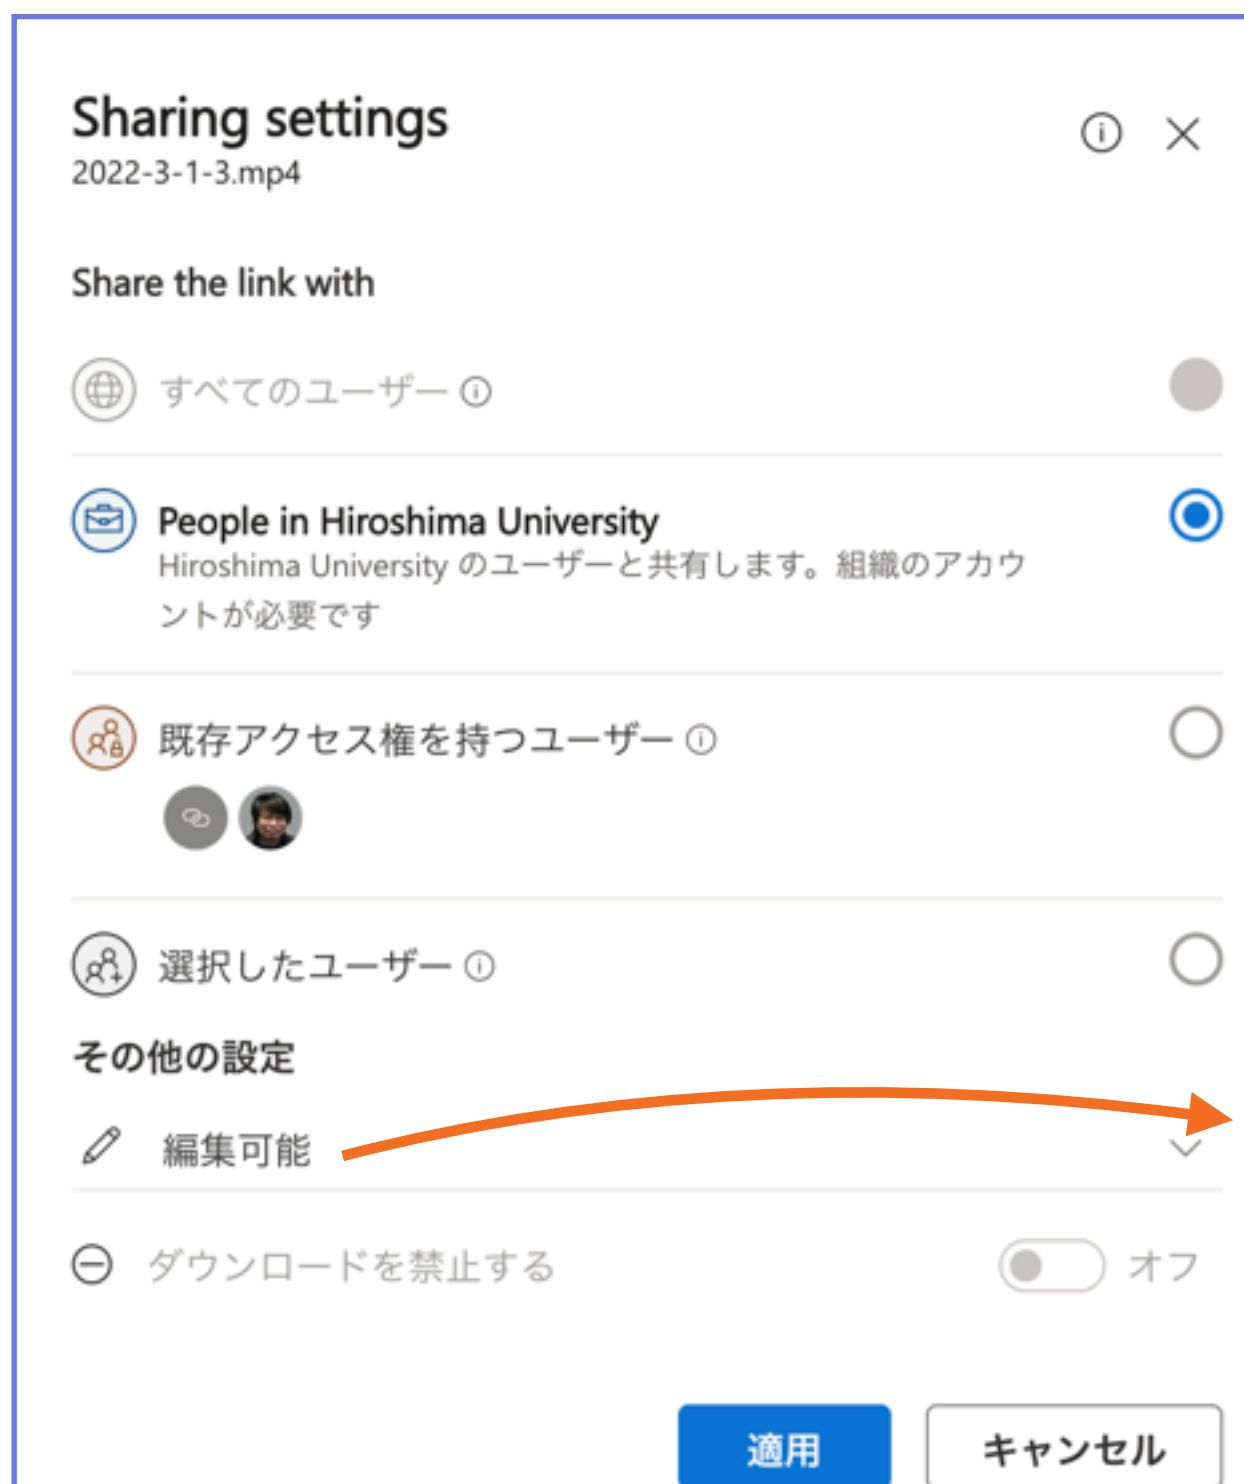 Sharing settings
2022-3-1-3.mp4
Share the link with
すべてのユーザー
People in Hiroshima University
Hiroshima University のユーザーと共有します。組織のアカウ
ントが必要です
既存アクセス権を持つユーザー
選択したユーザー
その他の設定
編集可能
ダウンロードを禁止する オフ
適用 キャンセル